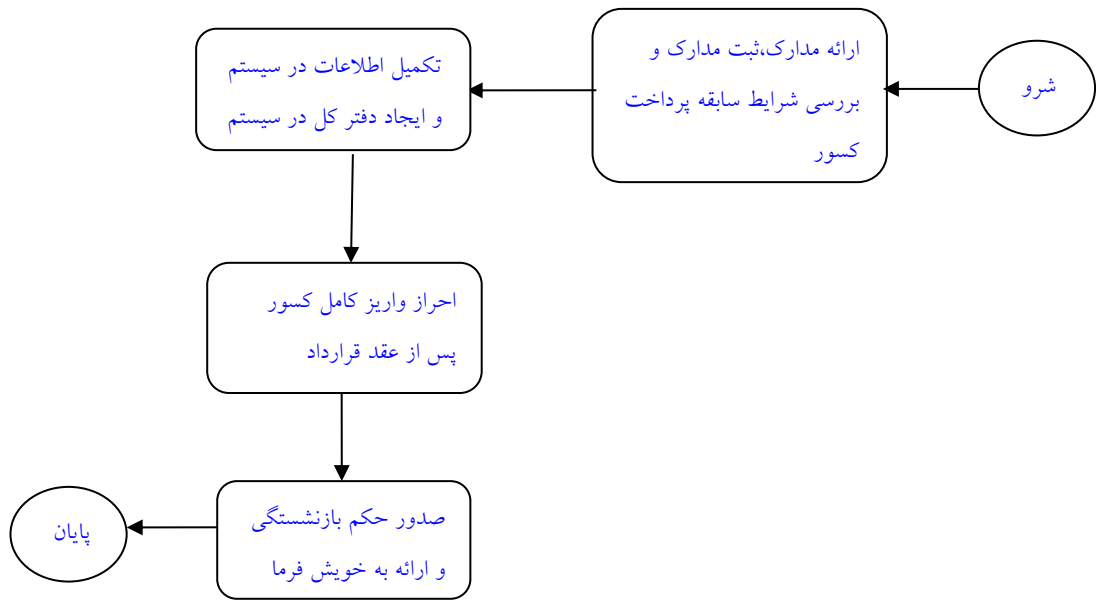 شرو
ارائه مدارک،ثبت مدارک و
بررسی شرایط سابقه پرداخت
کسور
تکمیل اطلاعات در سیستم
و ایجاد دفتر کل در سیستم
احراز واریز کامل کسور
پس از عقد قرارداد
صدور حکم بازنشستگی
و ارائه به خویش فرما
پایان